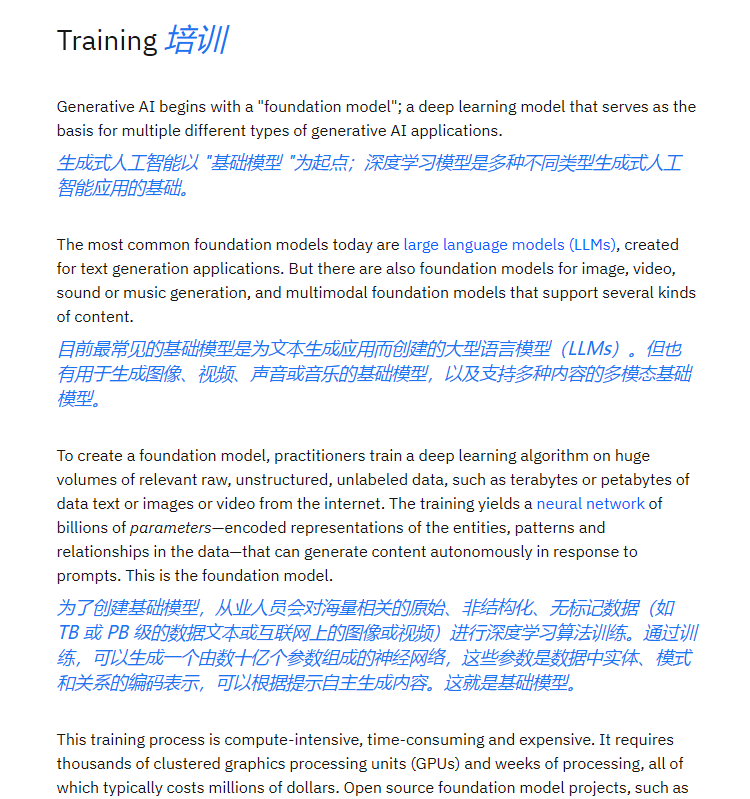 Training 培训
Generative AI begins with a "foundation model"; a deep learning model that serves as the
basis for multiple different types of generative AI applications.
生成式人工智能以 "基础模型 "为起点；深度学习模型是多种不同类型生成式人工
智能应用的基础。
The most common foundation models today are large language models (LLMs), created
for text generation applications. But there are also foundation models for image, video,
sound or music generation, and multimodal foundation models that support several kinds
of content.
目前最常见的基础模型是为文本生成应用而创建的大型语言模型（LLMs）。但也
有用于生成图像、视频、声音或音乐的基础模型，以及支持多种内容的多模态基础
模型。
To create a foundation model, practitioners train a deep learning algorithm on huge
volumes of relevant raw, unstructured, unlabeled data, such as terabytes or petabytes of
data text or images or video from the internet. The training yields a neural network of
billions of parameters—encoded representations of the entities, patterns and
relationships in the data—that can generate content autonomously in response to
prompts. This is the foundation model.
为了创建基础模型，从业人员会对海量相关的原始、非结构化、无标记数据（如
TB 或 PB 级的数据文本或互联网上的图像或视频）进行深度学习算法训练。通过训
练，可以生成一个由数十亿个参数组成的神经网络，这些参数是数据中实体、模式
和关系的编码表示，可以根据提示自主生成内容。这就是基础模型。
This training process is compute-intensive, time-consuming and expensive. It requires
thousands of clustered graphics processing units (GPUs) and weeks of processing, all of
which typically costs millions of dollars. Open source foundation model projects, such as